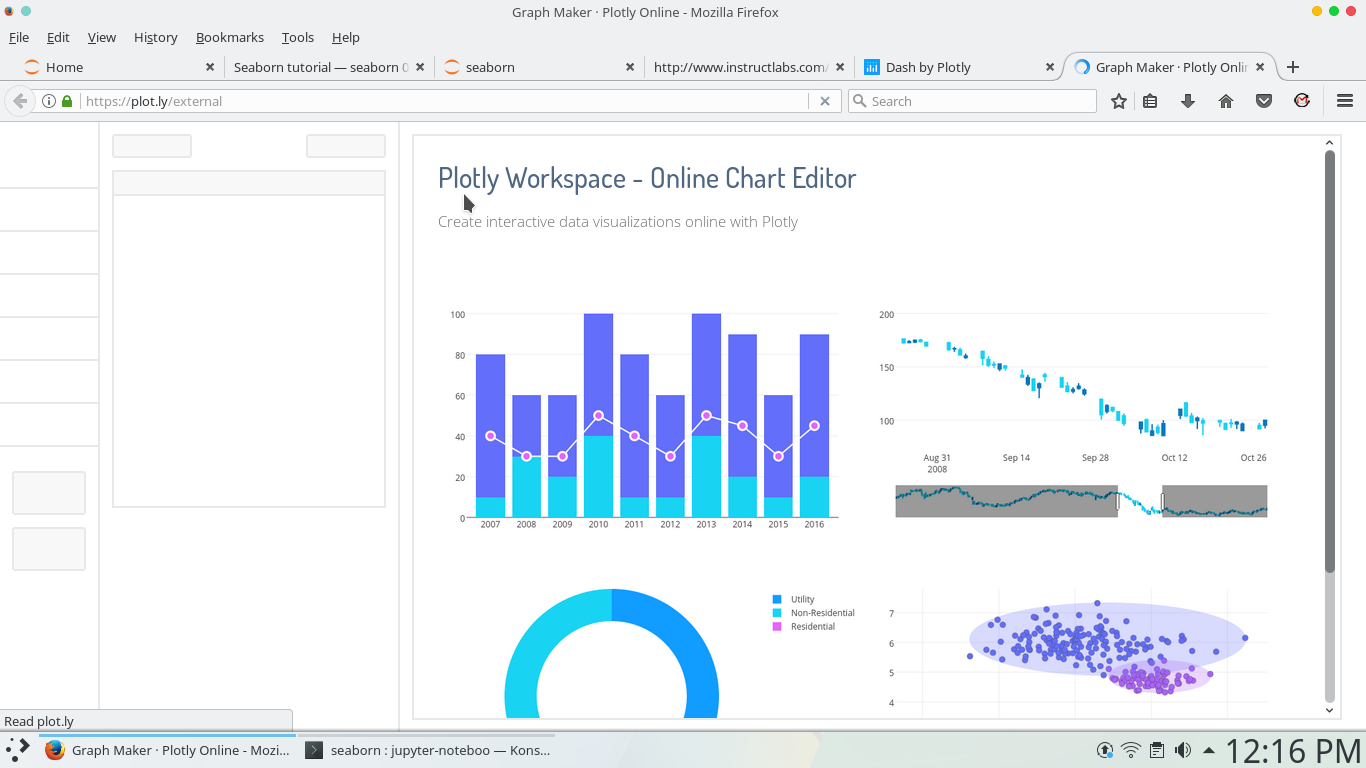 Graph Maker · Plotly Online - Mozilla Firefox
File Edit View History Bookmarks Tools Help
Home Seaborn tutorial — seaborn 0 seaborn http://www.instructlabs.com/ Dash by Plotly Graph Maker · Plotly Onlin
https://plot.ly/external Search
Plotly Workspace - Online Chart Editor
Create interactive data visualizations online with Plotly
100
80
60
40
20
0
2007 2008 2009 2010 2011 2012 2013 2014 2015 2016
200
150
100
Aug 31 Sep 14 Sep 28 Oct 12 Oct 26
2008
Utility
Non-Residential
Residential
7
6
5
4
Read plot.ly
Graph Maker · Plotly Online - Mozi... seaborn : jupyter-noteboo — Kons... 12:16 PM